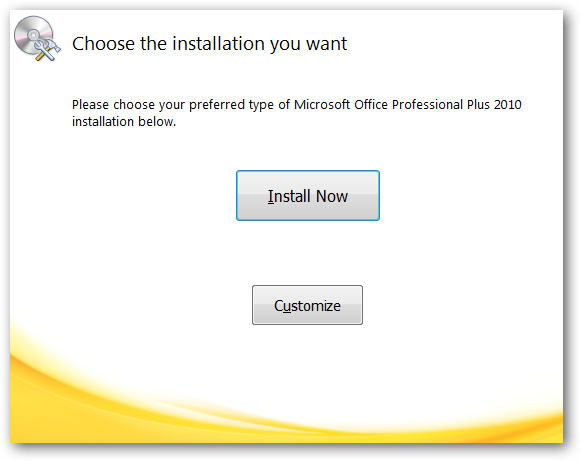 Choose the installation you want
Please choose your preferred type of Microsoft Office Professional Plus 2010
installation below.
Install Now
Customize